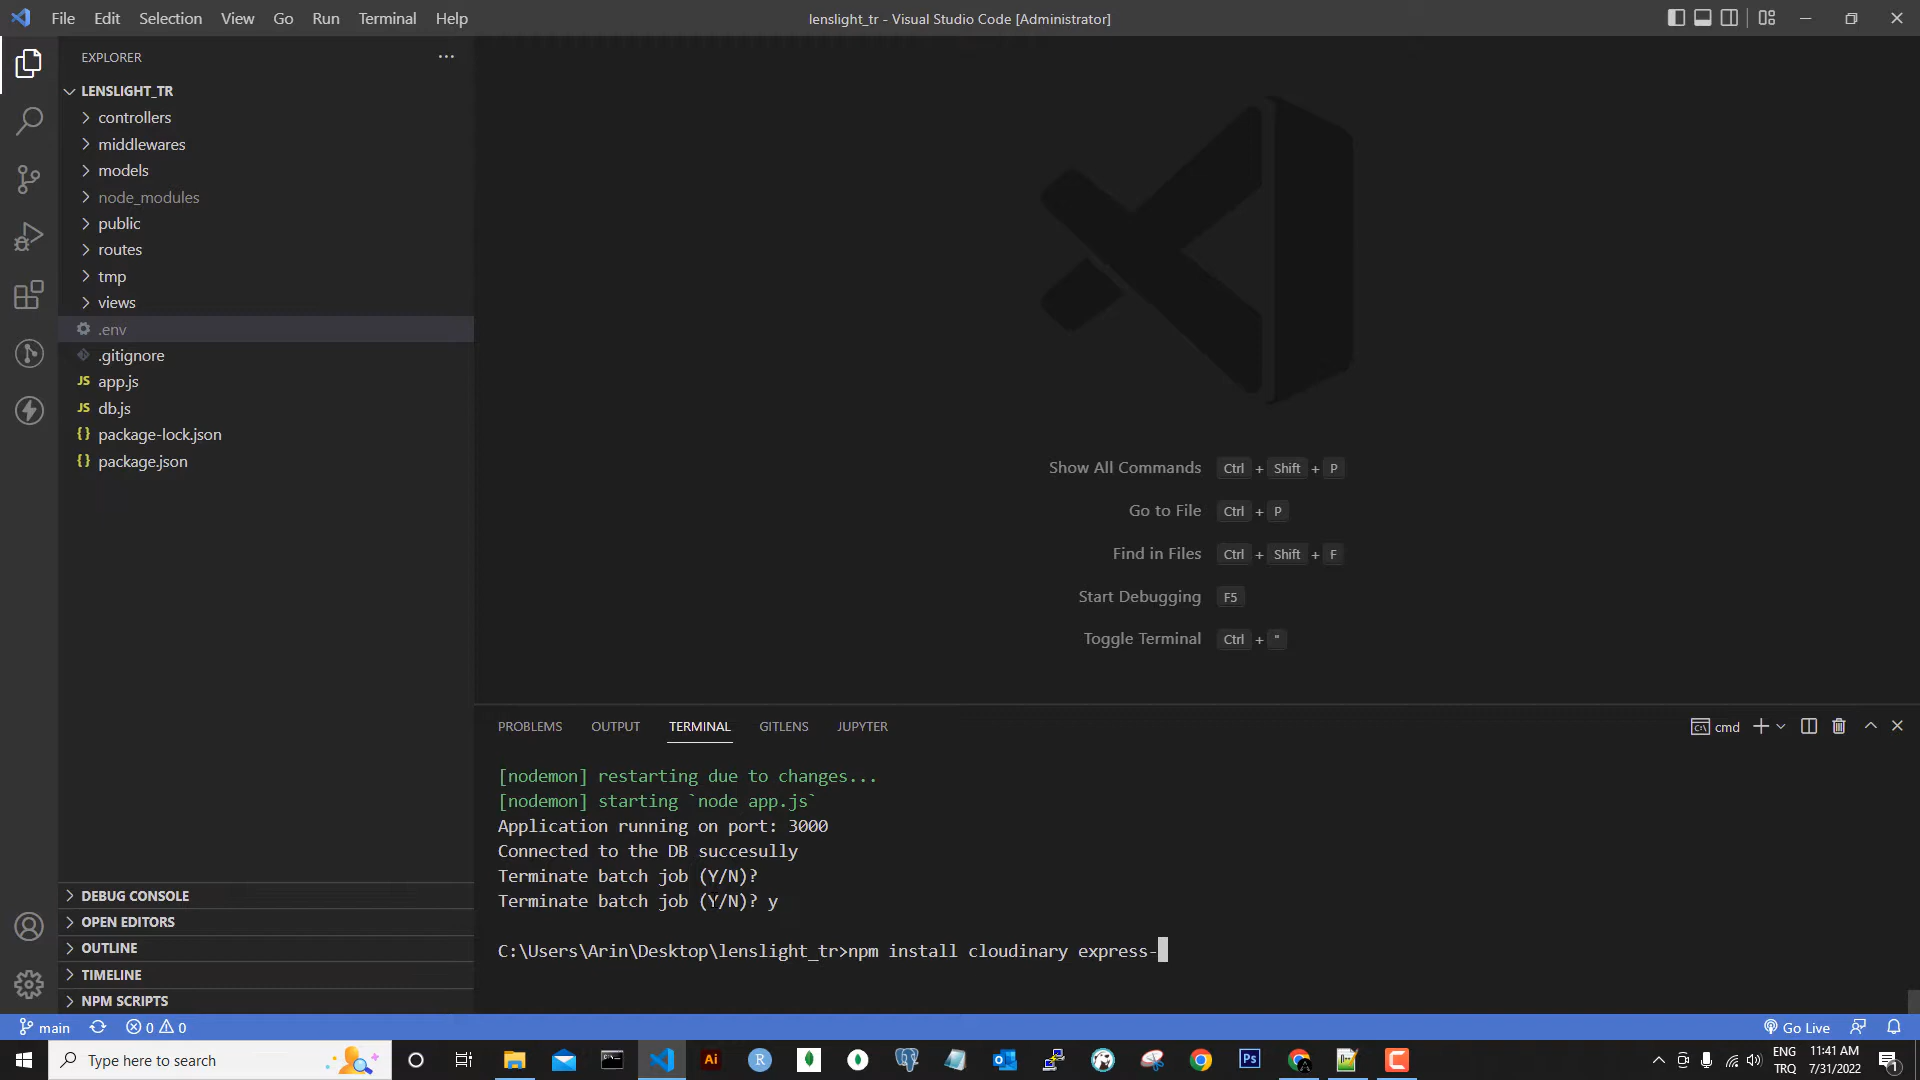 File Edit Selection View Go Run Terminal Help
lenslight_tr - Visual Studio Code [Administrator]
EXPLORER
LENSLIGHT_TR
controllers
middlewares
models
node_modules
public
routes
tmp
views
.env
.gitignore
JS app.js
JS db.js
{} package-lock.json
{} package.json
Show All Commands Ctrl + Shift + P
Go to File Ctrl + P
Find in Files Ctrl + Shift + F
Start Debugging F5
Toggle Terminal Ctrl + "
PROBLEMS OUTPUT TERMINAL GITLENS JUPYTER
cmd
[nodemon] restarting due to changes...
[nodemon] starting `node app.js`
Application running on port: 3000
Connected to the DB succesully
Terminate batch job (Y/N)?
Terminate batch job (Y/N)? y
C:\Users\Arin\Desktop\lenslight_tr>npm install cloudinary express-
DEBUG CONSOLE
OPEN EDITORS
OUTLINE
TIMELINE
NPM SCRIPTS
main 0 0 Go Live
Type here to search
Ai R Ps
ENG 11:41 AM
TRQ 7/31/2022
1